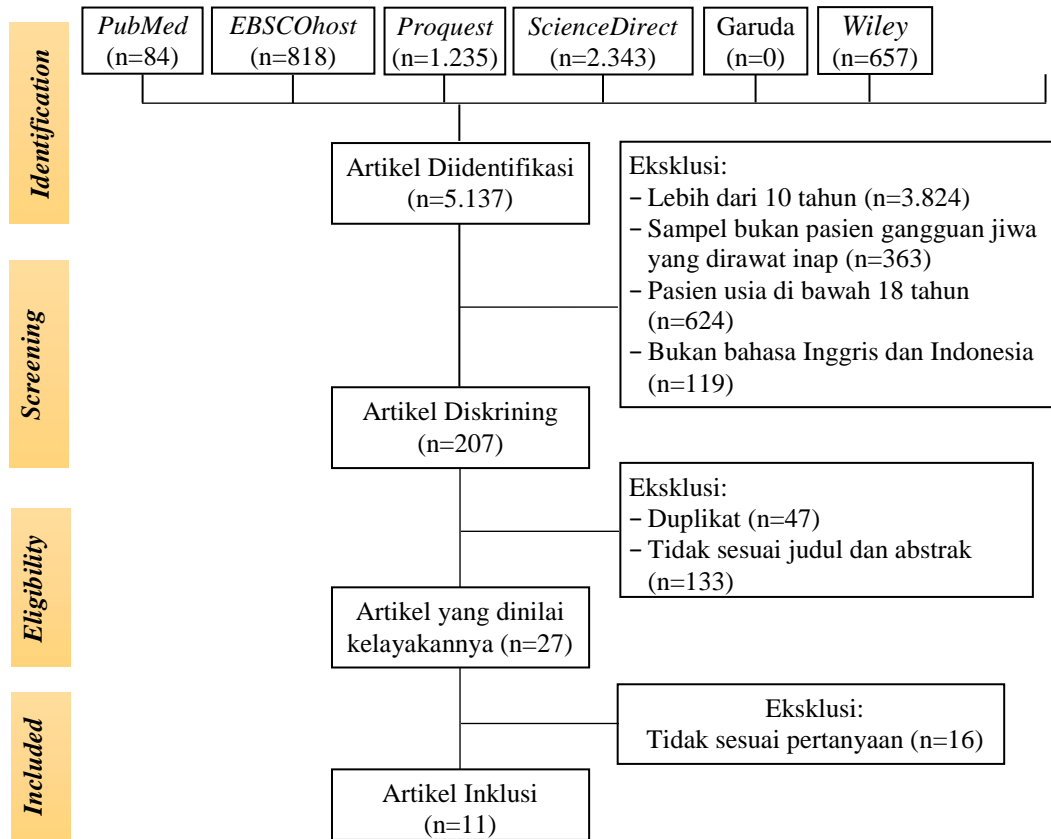 PubMed
(n=84)
EBSCOhost
(n=818)
Proquest
(n=1.235)
ScienceDirect
(n=2.343)
Garuda
(n=0)
Wiley
(n=657)
Identification
Artikel Diidentifikasi
(n=5.137)
Eksklusi:
– Lebih dari 10 tahun (n=3.824)
– Sampel bukan pasien gangguan jiwa
yang dirawat inap (n=363)
– Pasien usia di bawah 18 tahun
(n=624)
– Bukan bahasa Inggris dan Indonesia
(n=119)
Screening
Artikel Diskrining
(n=207)
Eksklusi:
– Duplikat (n=47)
– Tidak sesuai judul dan abstrak
(n=133)
Eligibility
Artikel yang dinilai
kelayakannya (n=27)
Eksklusi:
Tidak sesuai pertanyaan (n=16)
Included
Artikel Inklusi
(n=11)